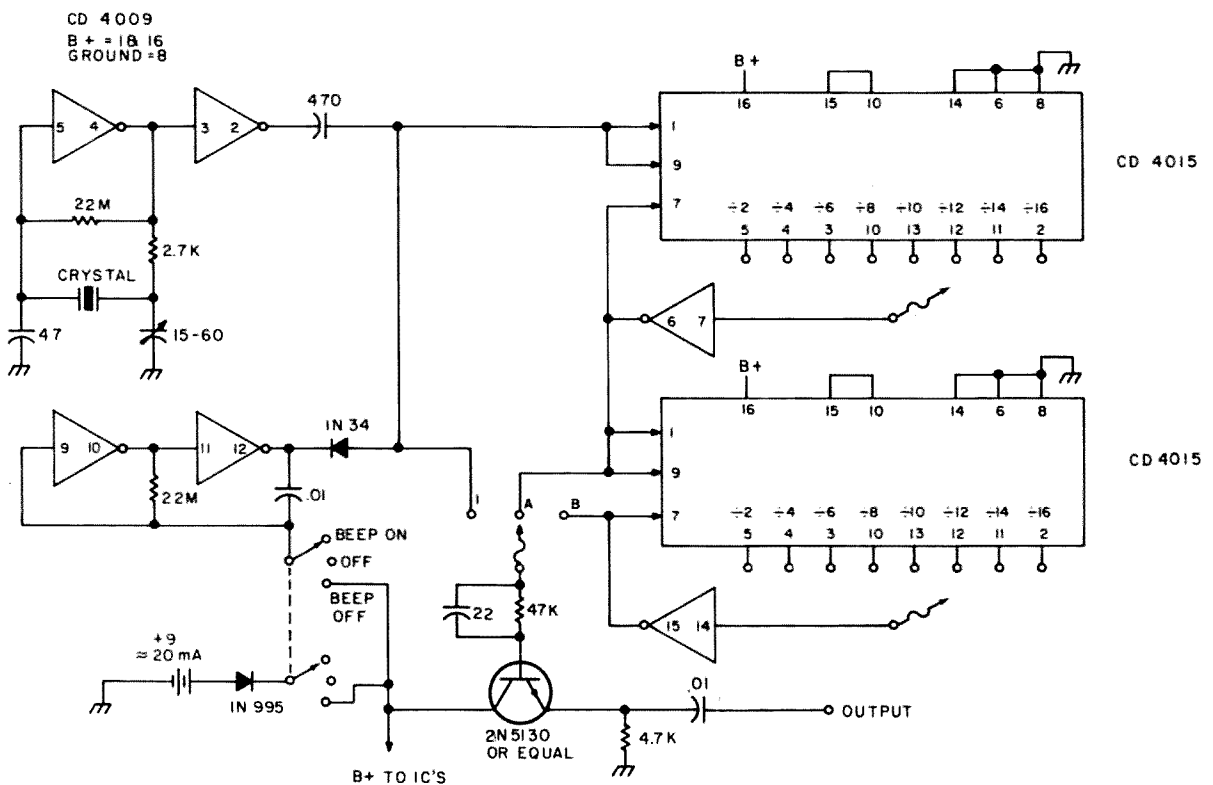 CD 4009
B+ = 1& 16
GROUND =8
5 4
3 2
470
22M
2.7K
CRYSTAL
47
15-60
B+
16 15 10 14 6 8
1
9
7
÷2 ÷4 ÷6 ÷8 ÷10 ÷12 ÷14 ÷16
5 4 3 10 13 12 11 2
CD 4015
6 7
B+
16 15 10 14 6 8
1
9
7
÷2 ÷4 ÷6 ÷8 ÷10 ÷12 ÷14 ÷16
5 4 3 10 13 12 11 2
CD 4015
15 14
9 10
11 12
IN 34
22M
.01
1
A
B
BEEP ON
OFF
BEEP
OFF
22
47K
+9
≈20 mA
IN 995
2N5130
OR EQUAL
.01
OUTPUT
4.7K
B+ TO IC'S